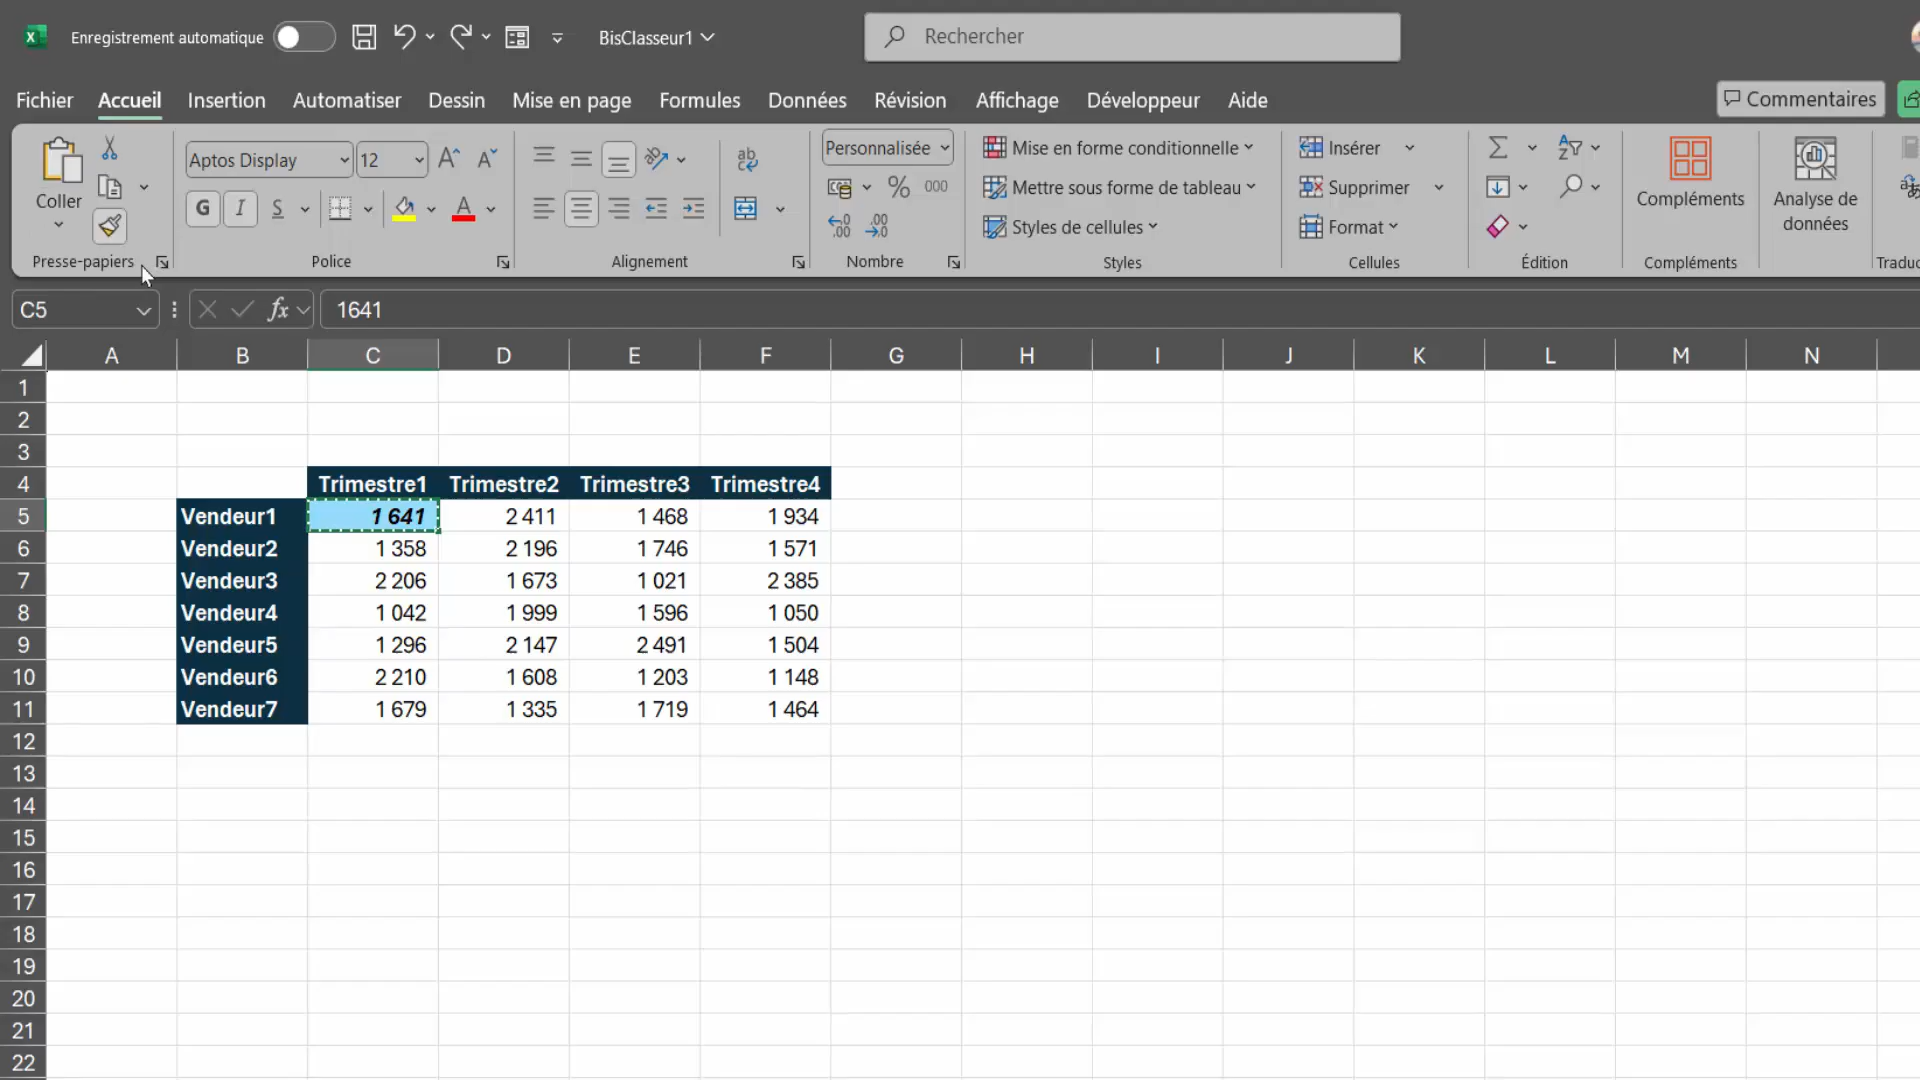 Enregistrement automatique BisClasseur1 Rechercher
Fichier Accueil Insertion Automatiser Dessin Mise en page Formules Données Révision Affichage Développeur Aide Commentaires
Coller
Presse-papiers
Aptos Display 12
G I S
Police
ab
Alignement
Personnalisée
% 000
Nombre
Mise en forme conditionnelle
Mettre sous forme de tableau
Styles de cellules
Styles
Insérer
Supprimer
Format
Cellules
Édition
Compléments
Compléments
Analyse de
données
Traduc
C5 fx 1641
A B C D E F G H I J K L M N
1
2
3
4 Trimestre1 Trimestre2 Trimestre3 Trimestre4
5 Vendeur1 1 641 2 411 1 468 1 934
6 Vendeur2 1 358 2 196 1 746 1 571
7 Vendeur3 2 206 1 673 1 021 2 385
8 Vendeur4 1 042 1 999 1 596 1 050
9 Vendeur5 1 296 2 147 2 491 1 504
10 Vendeur6 2 210 1 608 1 203 1 148
11 Vendeur7 1 679 1 335 1 719 1 464
12
13
14
15
16
17
18
19
20
21
22